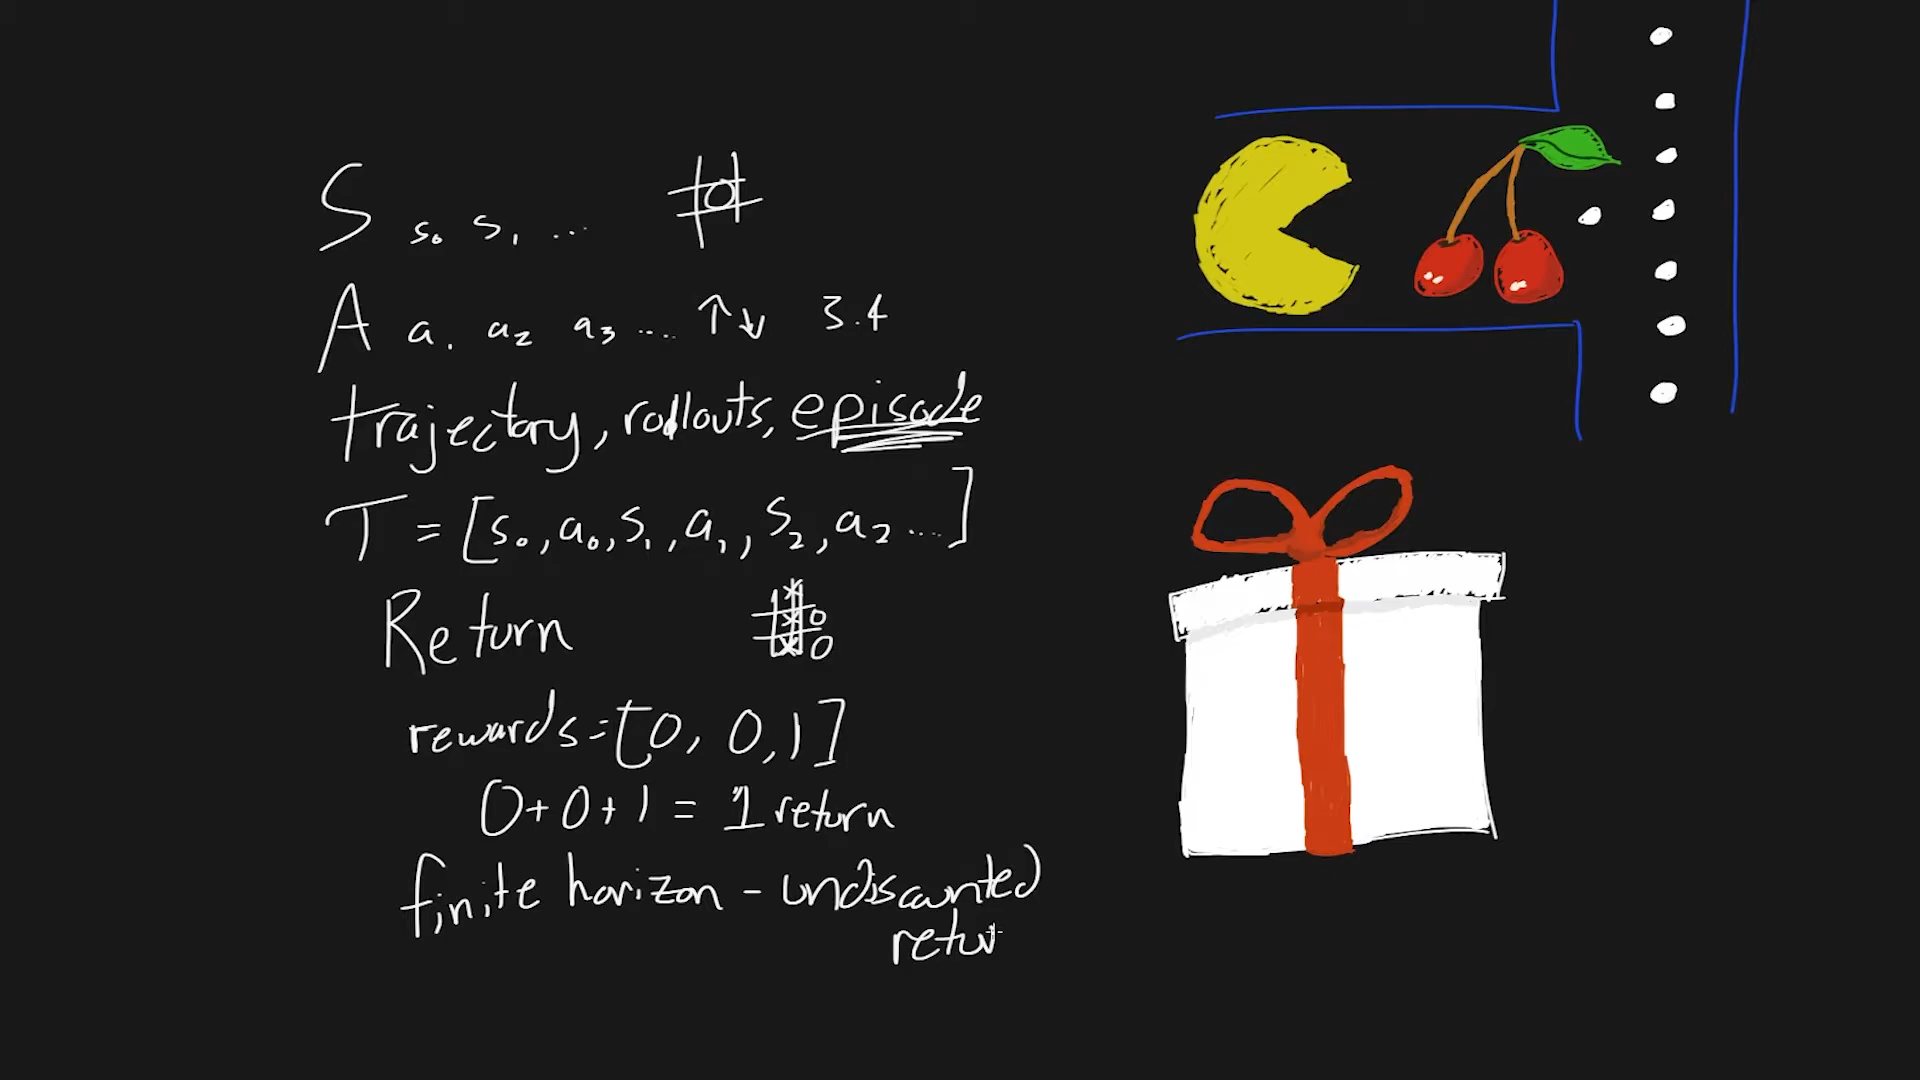 S s₀ s₁ ...
A a₁ a₂ a₃ .... ↑↓ 3.4
trajectory, rollouts, episode
T = [s₀, a₀, s₁, a₁, s₂, a₂ ...]
Return
rewards = [0, 0, 1]
0 + 0 + 1 = 1 return
finite horizon - undiscounted
retur